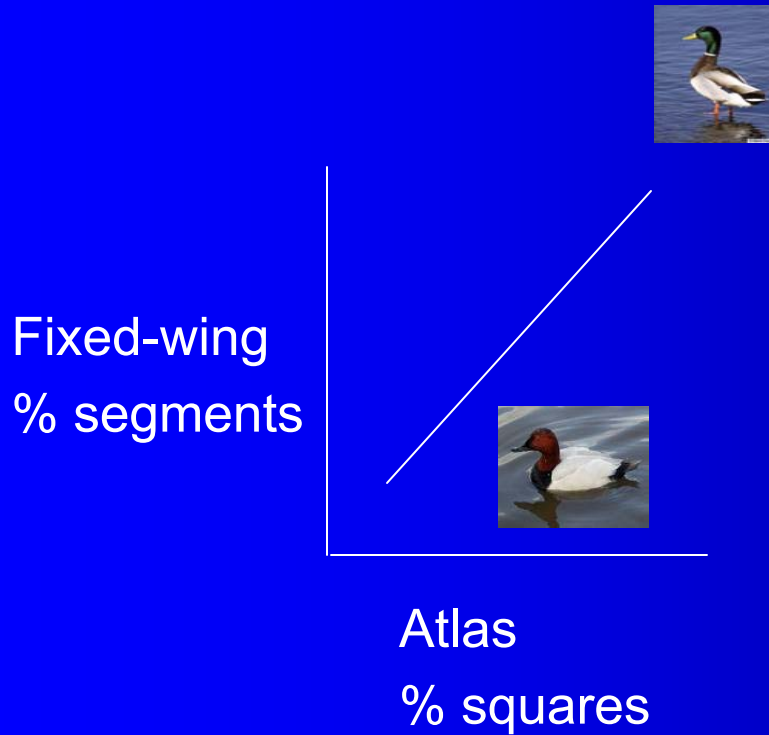 Fixed-wing
% segments
Atlas
% squares